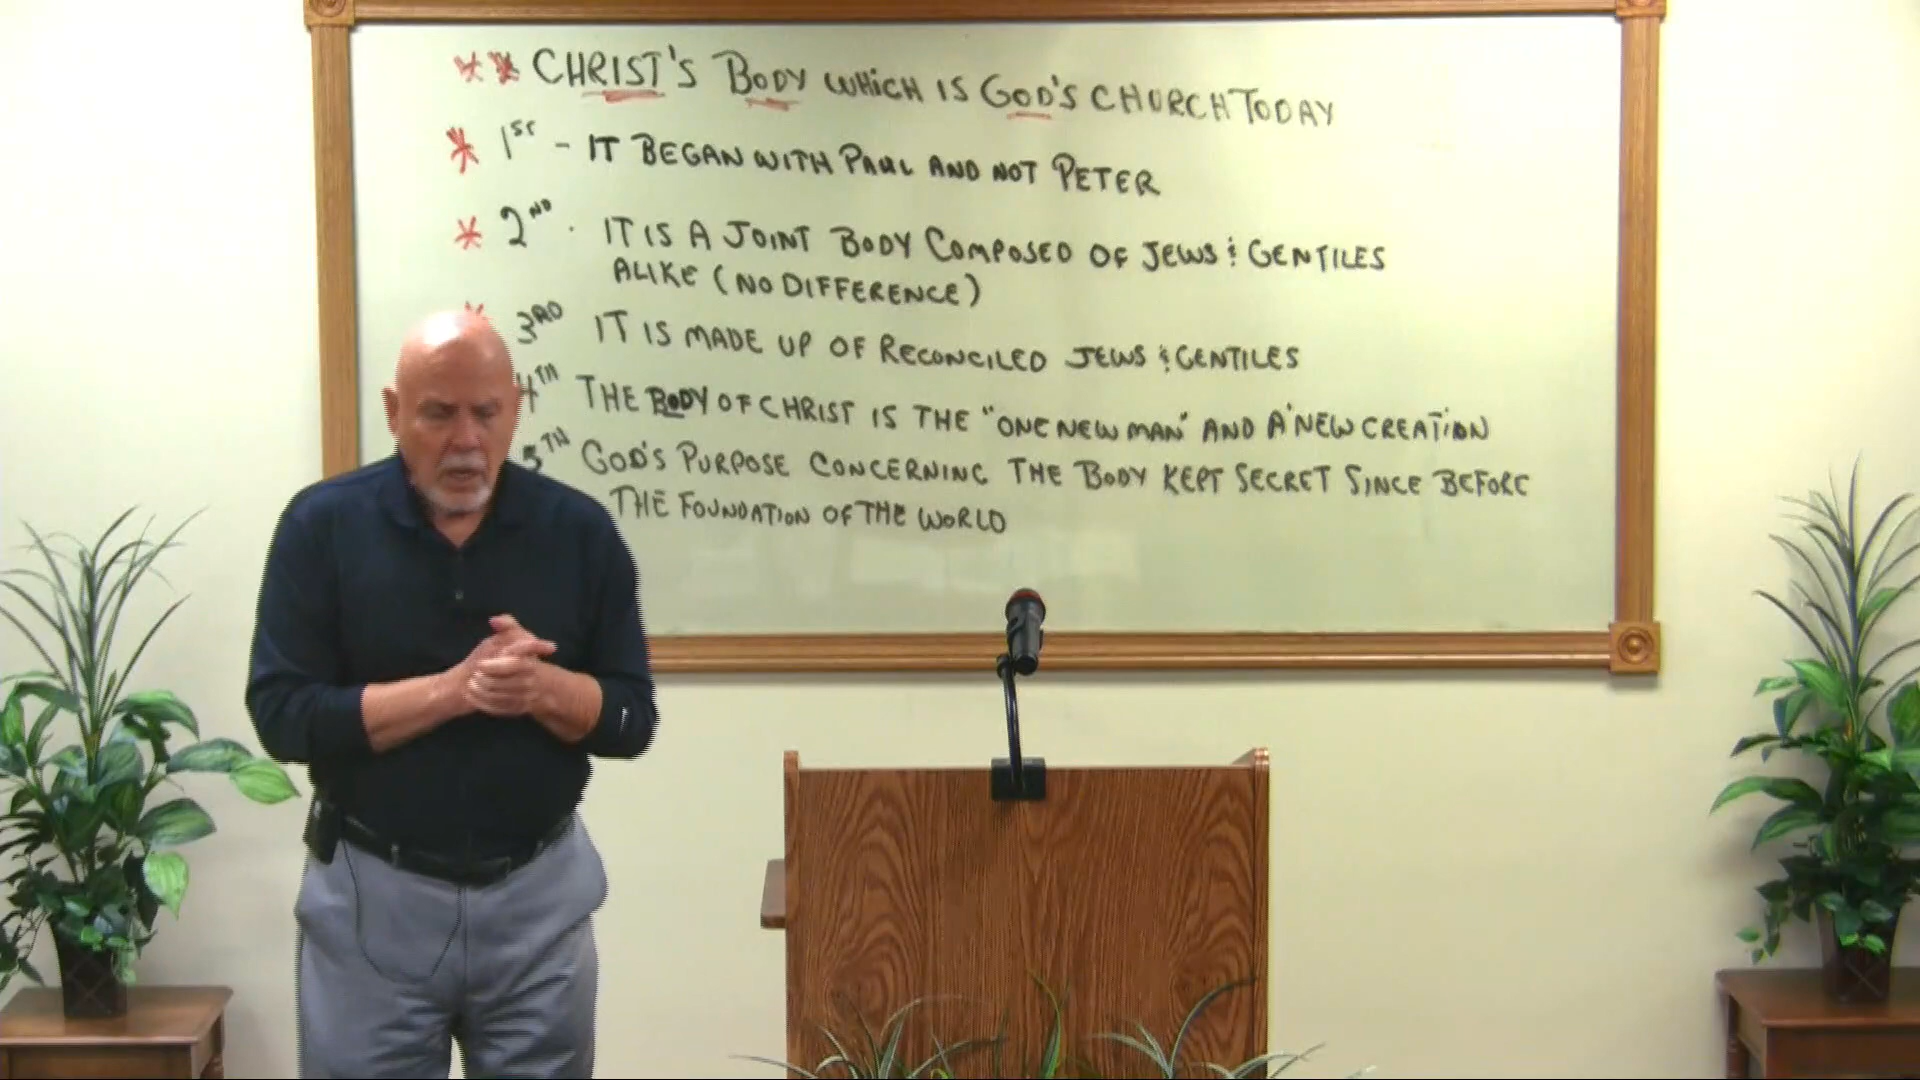 ** CHRIST'S BODY WHICH IS GOD'S CHURCH TODAY
* 1ST - IT BEGAN WITH PAUL AND NOT PETER
* 2ND . IT IS A JOINT BODY COMPOSED OF JEWS & GENTILES
ALIKE (NO DIFFERENCE)
* 3RD IT IS MADE UP OF RECONCILED JEWS & GENTILES
4TH THE BODY OF CHRIST IS THE "ONE NEW MAN" AND A "NEW CREATION
5TH GOD'S PURPOSE CONCERNING THE BODY KEPT SECRET SINCE BEFORE
THE FOUNDATION OF THE WORLD